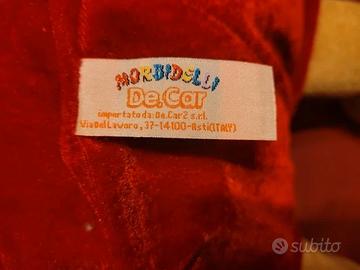 MORBIDELLI
De.Car
importato da: De.Car2 s.r.l.
Via Del Lavoro, 37-14100-Asti(ITALY)
subito